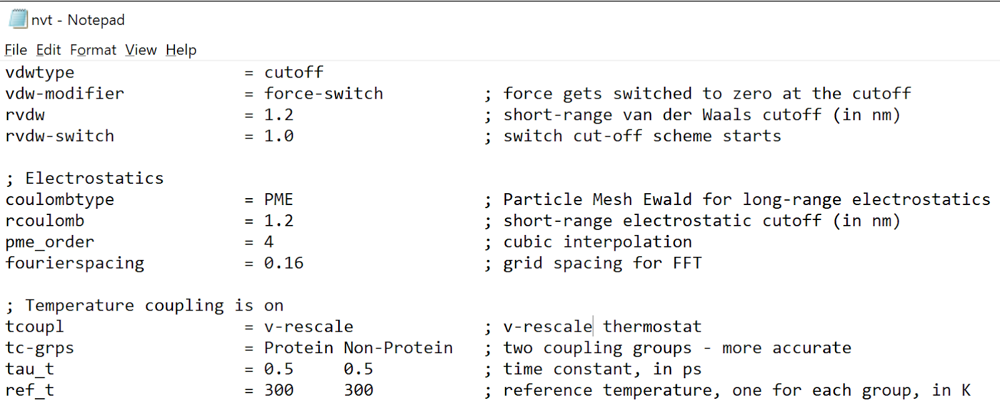 nvt - Notepad
File Edit Format View Help
vdwtype = cutoff
vdw-modifier = force-switch ; force gets switched to zero at the cutoff
rvdw = 1.2 ; short-range van der Waals cutoff (in nm)
rvdw-switch = 1.0 ; switch cut-off scheme starts
; Electrostatics
coulombtype = PME ; Particle Mesh Ewald for long-range electrostatics
rcoulomb = 1.2 ; short-range electrostatic cutoff (in nm)
pme_order = 4 ; cubic interpolation
fourierspacing = 0.16 ; grid spacing for FFT
; Temperature coupling is on
tcoupl = v-rescale ; v-rescale thermostat
tc-grps = Protein Non-Protein ; two coupling groups - more accurate
tau_t = 0.5 0.5 ; time constant, in ps
ref_t = 300 300 ; reference temperature, one for each group, in K